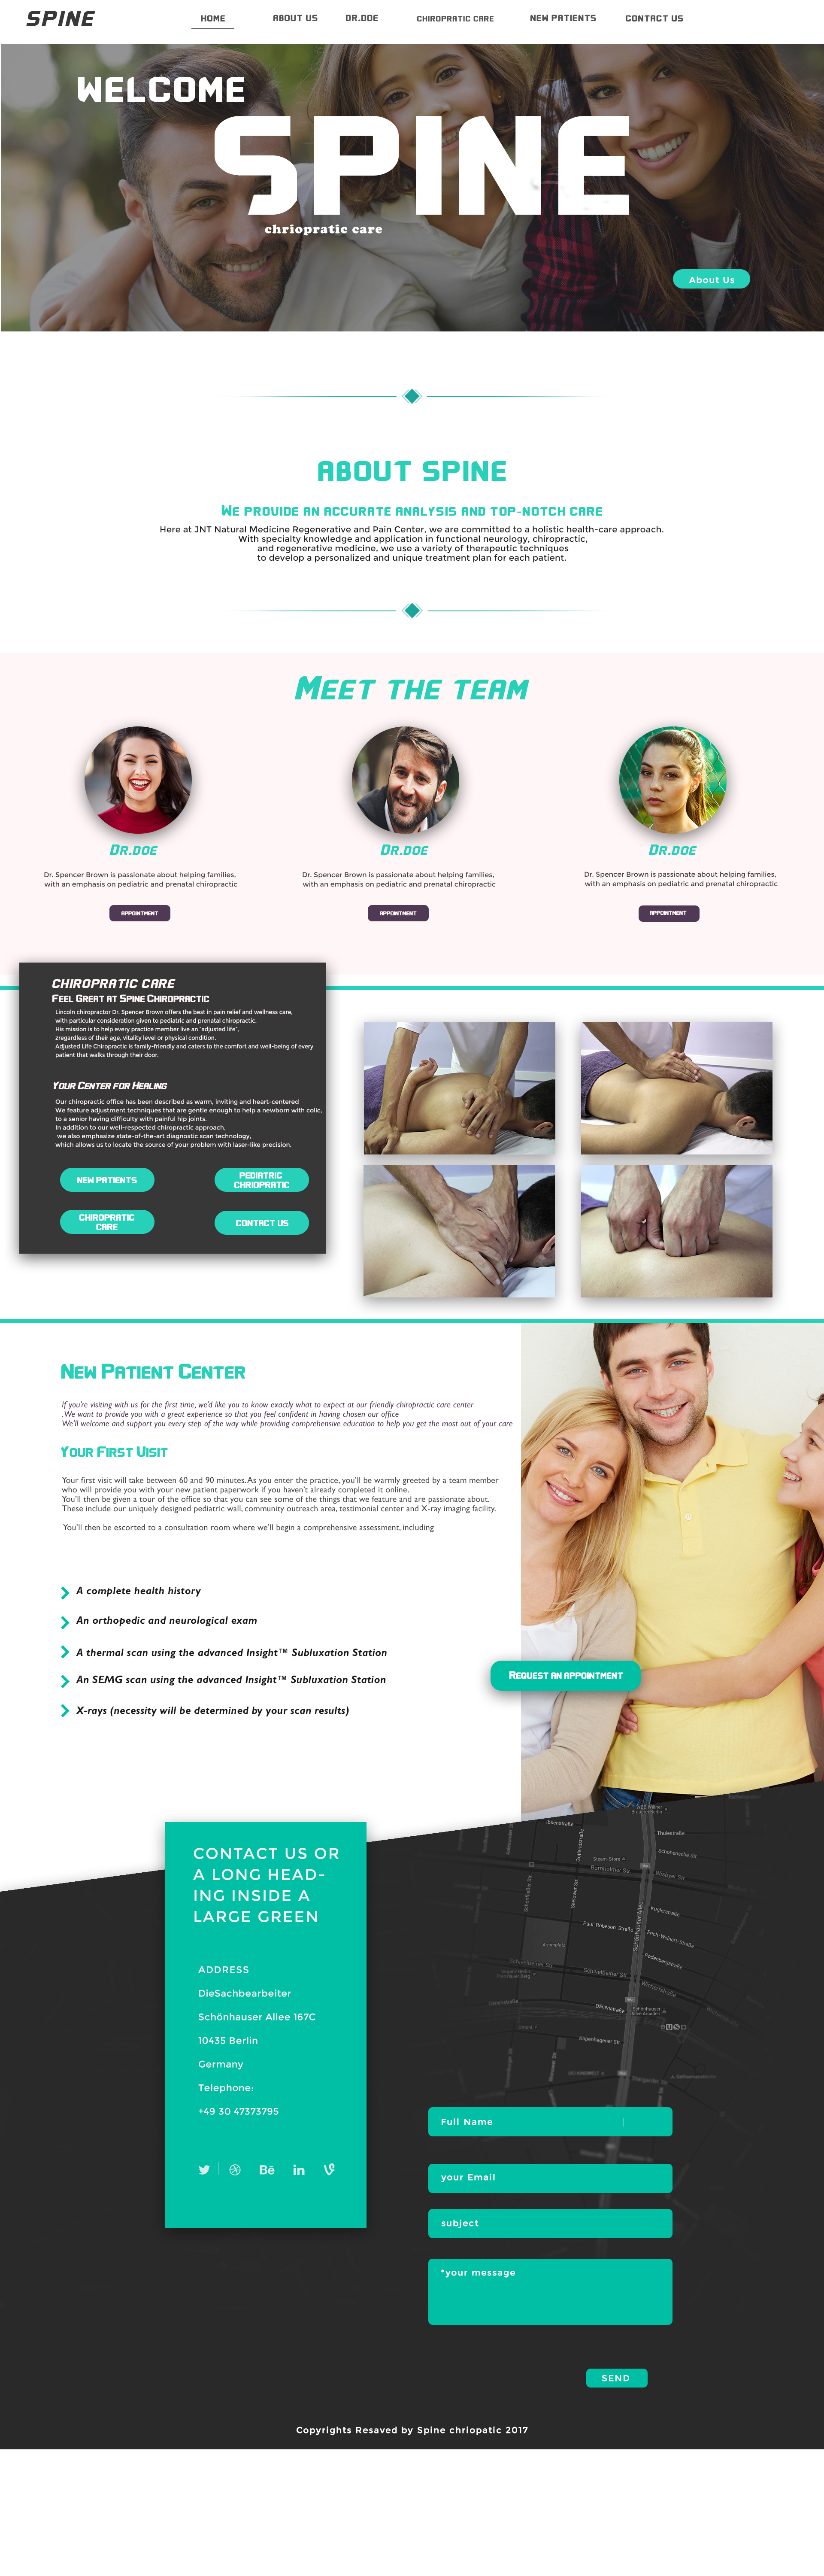 SPINE
HOME ABOUT US DR.DOE CHIROPRATIC CARE NEW PATIENTS CONTACT US
WELCOME
SPINE
chriopratic care
About Us
ABOUT SPINE
WE PROVIDE AN ACCURATE ANALYSIS AND TOP-NOTCH CARE
Here at JNT Natural Medicine Regenerative and Pain Center, we are committed to a holistic health-care approach.
With specialty knowledge and application in functional neurology, chiropractic,
and regenerative medicine, we use a variety of therapeutic techniques
to develop a personalized and unique treatment plan for each patient.
MEET THE TEAM
DR.DOE
Dr. Spencer Brown is passionate about helping families,
with an emphasis on pediatric and prenatal chiropractic
APPOINTMENT
DR.DOE
Dr. Spencer Brown is passionate about helping families,
with an emphasis on pediatric and prenatal chiropractic
APPOINTMENT
DR.DOE
Dr. Spencer Brown is passionate about helping families,
with an emphasis on pediatric and prenatal chiropractic
APPOINTMENT
CHIROPRATIC CARE
FEEL GREAT AT SPINE CHIROPRACTIC
Lincoln chiropractor Dr. Spencer Brown offers the best in pain relief and wellness care,
with particular consideration given to pediatric and prenatal chiropractic.
His mission is to help every practice member live an "adjusted life",
zregardless of their age, vitality level or physical condition.
Adjusted Life Chiropractic is family-friendly and caters to the comfort and well-being of every
patient that walks through their door.
YOUR CENTER FOR HEALING
Our chiropractic office has been described as warm, inviting and heart-centered
We feature adjustment techniques that are gentle enough to help a newborn with colic,
to a senior having difficulty with painful hip joints.
In addition to our well-respected chiropractic approach,
we also emphasize state-of-the-art diagnostic scan technology,
which allows us to locate the source of your problem with laser-like precision.
NEW PATIENTS
PEDIATRIC
CHRIOPRATIC
CHIROPRATIC
CARE
CONTACT US
NEW PATIENT CENTER
If you're visiting with us for the first time, we'd like you to know exactly what to expect at our friendly chiropractic care center
.We want to provide you with a great experience so that you feel confident in having chosen our office
We'll welcome and support you every step of the way while providing comprehensive education to help you get the most out of your care
YOUR FIRST VISIT
Your first visit will take between 60 and 90 minutes. As you enter the practice, you'll be warmly greeted by a team member
who will provide you with your new patient paperwork if you haven't already completed it online.
You'll then be given a tour of the office so that you can see some of the things that we feature and are passionate about.
These include our uniquely designed pediatric wall, community outreach area, testimonial center and X-ray imaging facility.
You'll then be escorted to a consultation room where we'll begin a comprehensive assessment, including
A complete health history
An orthopedic and neurological exam
A thermal scan using the advanced Insight™ Subluxation Station
An SEMG scan using the advanced Insight™ Subluxation Station
X-rays (necessity will be determined by your scan results)
REQUEST AN APPOINTMENT
CONTACT US OR
A LONG HEAD-
ING INSIDE A
LARGE GREEN
ADDRESS
DieSachbearbeiter
Schönhauser Allee 167C
10435 Berlin
Germany
Telephone:
+49 30 47373795
Bē
in
Thulestraße
Bornholmer Str.
Wisbyer Str.
Kuglerstraße
Paul-Robeson-Straße
Erich-Weinert-Straße
Rodenbergstraße
Schivelbeiner Str.
Wichertstraße
Dänenstraße
Schönhauser
Kopenhagener Str.
Stargarder Str.
Full Name
your Email
subject
*your message
SEND
Copyrights Resaved by Spine chriopatic 2017